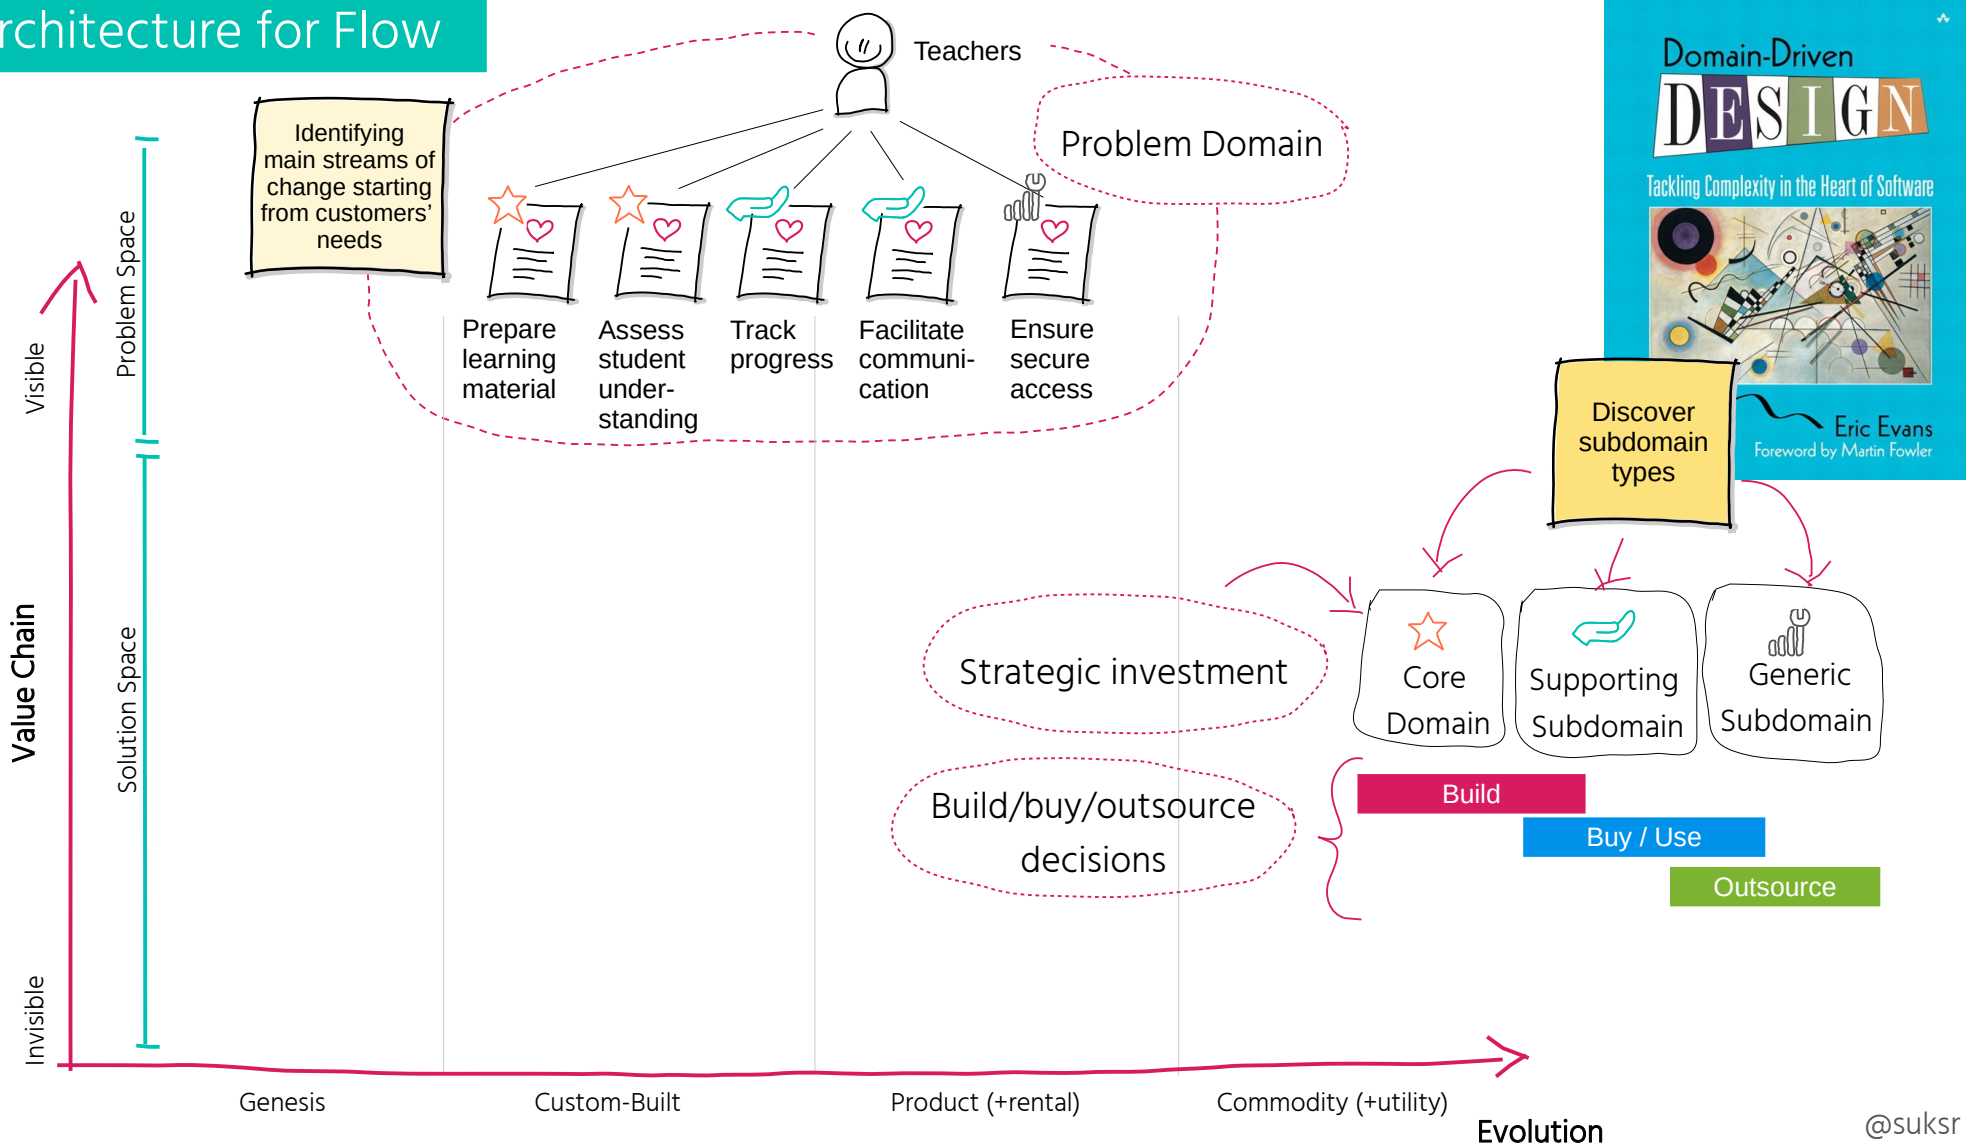 rchitecture for Flow
Teachers
Identifying
main streams of
change starting
from customers'
needs
Problem Domain
Domain-Driven
DESIGN
Tackling Complexity in the Heart of Software
Eric Evans
Foreword by Martin Fowler
Prepare
learning
material
Assess
student
under-
standing
Track
progress
Facilitate
communi-
cation
Ensure
secure
access
Discover
subdomain
types
Strategic investment
Core
Domain
Supporting
Subdomain
Generic
Subdomain
Build/buy/outsource
decisions
Build
Buy / Use
Outsource
Value Chain
Visible
Invisible
Problem Space
Solution Space
Genesis
Custom-Built
Product (+rental)
Commodity (+utility)
Evolution
@suksr